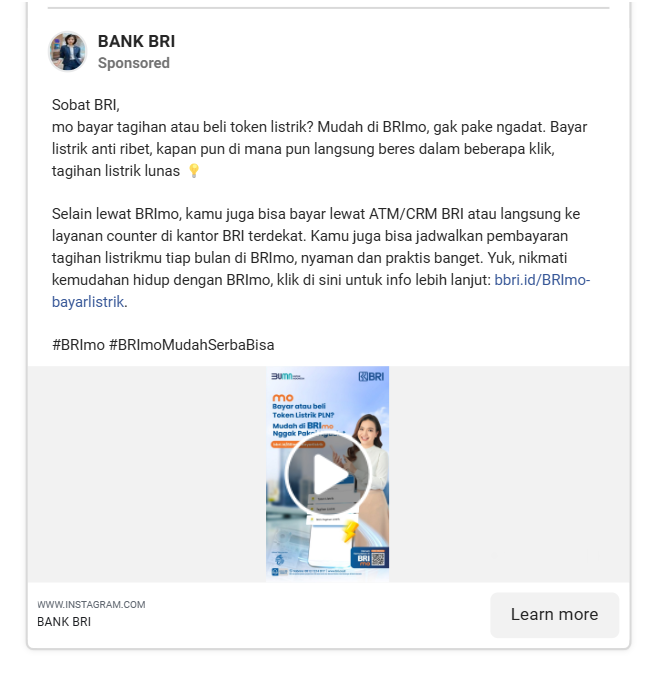 BANK BRI
Sponsored
Sobat BRI,
mo bayar tagihan atau beli token listrik? Mudah di BRImo, gak pake ngadat. Bayar
listrik anti ribet, kapan pun di mana pun langsung beres dalam beberapa klik,
tagihan listrik lunas 💡
Selain lewat BRImo, kamu juga bisa bayar lewat ATM/CRM BRI atau langsung ke
layanan counter di kantor BRI terdekat. Kamu juga bisa jadwalkan pembayaran
tagihan listrikmu tiap bulan di BRImo, nyaman dan praktis banget. Yuk, nikmati
kemudahan hidup dengan BRImo, klik di sini untuk info lebih lanjut: bbri.id/BRImo-
bayarlistrik.
#BRImo #BRImoMudahSerbaBisa
BUMN
BRI
mo
Bayar atau beli
Token Listrik PLN?
Mudah di BRImo
Nggak Pake
BRI
mo
WWW.INSTAGRAM.COM
BANK BRI
Learn more